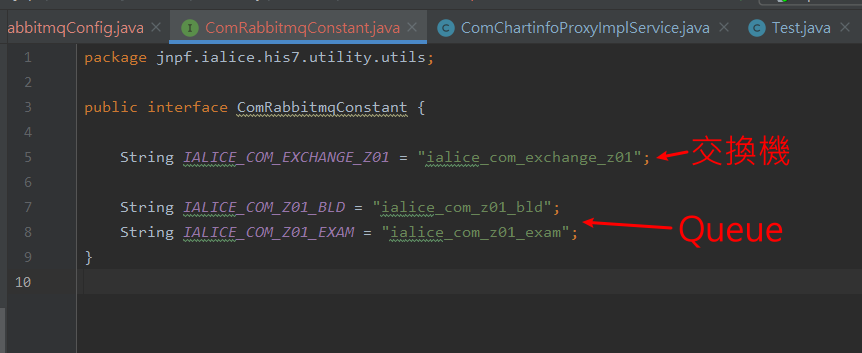 abbitmqConfig.java
ComRabbitmqConstant.java
ComChartinfoProxyImplService.java
Test.java
1 package jnpf.ialice.his7.utility.utils;
2
3 public interface ComRabbitmqConstant {
4
5 String IALICE_COM_EXCHANGE_Z01 = "ialice_com_exchange_z01"; 交換機
6
7 String IALICE_COM_Z01_BLD = "ialice_com_z01_bld";
8 String IALICE_COM_Z01_EXAM = "ialice_com_z01_exam"; Queue
9 }
10